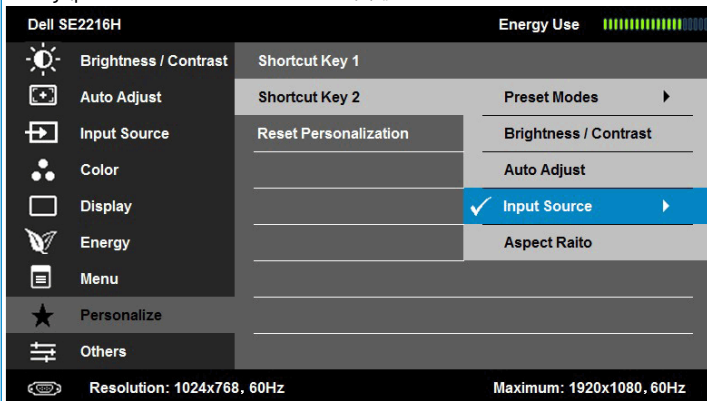 Dell SE2216H Energy Use
Brightness / Contrast Shortcut Key 1
Auto Adjust Shortcut Key 2 Preset Modes
Input Source Reset Personalization Brightness / Contrast
Color Auto Adjust
Display Input Source
Energy Aspect Raito
Menu
Personalize
Others
Resolution: 1024x768, 60Hz Maximum: 1920x1080, 60Hz